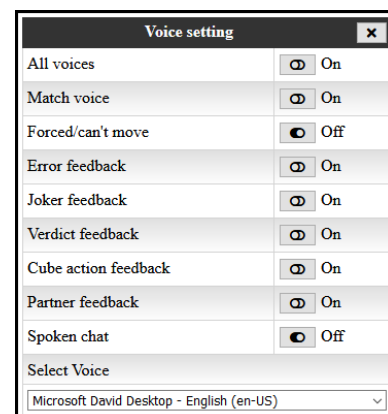 Voice setting
All voices On
Match voice On
Forced/can't move Off
Error feedback On
Joker feedback On
Verdict feedback On
Cube action feedback On
Partner feedback On
Spoken chat Off
Select Voice
Microsoft David Desktop - English (en-US)